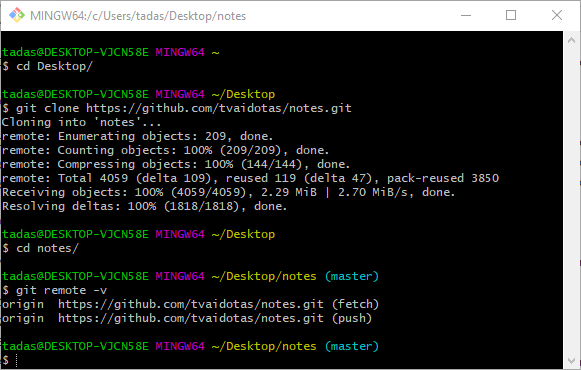 MINGW64:/c/Users/tadas/Desktop/notes
tadas@DESKTOP-VJCN58E MINGW64 ~
$ cd Desktop/
tadas@DESKTOP-VJCN58E MINGW64 ~/Desktop
$ git clone https://github.com/tvaidotas/notes.git
Cloning into 'notes'...
remote: Enumerating objects: 209, done.
remote: Counting objects: 100% (209/209), done.
remote: Compressing objects: 100% (144/144), done.
remote: Total 4059 (delta 109), reused 119 (delta 47), pack-reused 3850
Receiving objects: 100% (4059/4059), 2.29 MiB | 2.70 MiB/s, done.
Resolving deltas: 100% (1818/1818), done.
tadas@DESKTOP-VJCN58E MINGW64 ~/Desktop
$ cd notes/
tadas@DESKTOP-VJCN58E MINGW64 ~/Desktop/notes (master)
$ git remote -v
origin  https://github.com/tvaidotas/notes.git (fetch)
origin  https://github.com/tvaidotas/notes.git (push)
tadas@DESKTOP-VJCN58E MINGW64 ~/Desktop/notes (master)
$